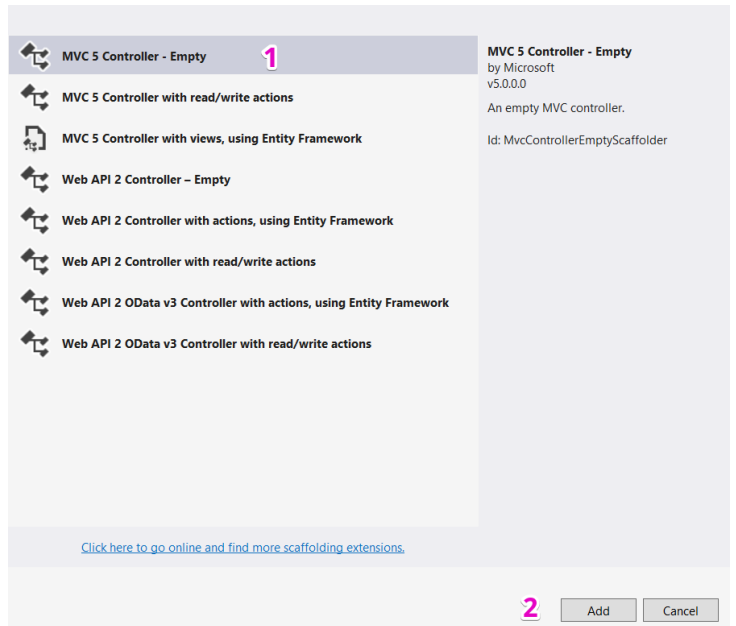 MVC 5 Controller - Empty 1
MVC 5 Controller with read/write actions
MVC 5 Controller with views, using Entity Framework
Web API 2 Controller – Empty
Web API 2 Controller with actions, using Entity Framework
Web API 2 Controller with read/write actions
Web API 2 OData v3 Controller with actions, using Entity Framework
Web API 2 OData v3 Controller with read/write actions
Click here to go online and find more scaffolding extensions.
MVC 5 Controller - Empty
by Microsoft
v5.0.0.0
An empty MVC controller.
Id: MvcControllerEmptyScaffolder
2 Add Cancel